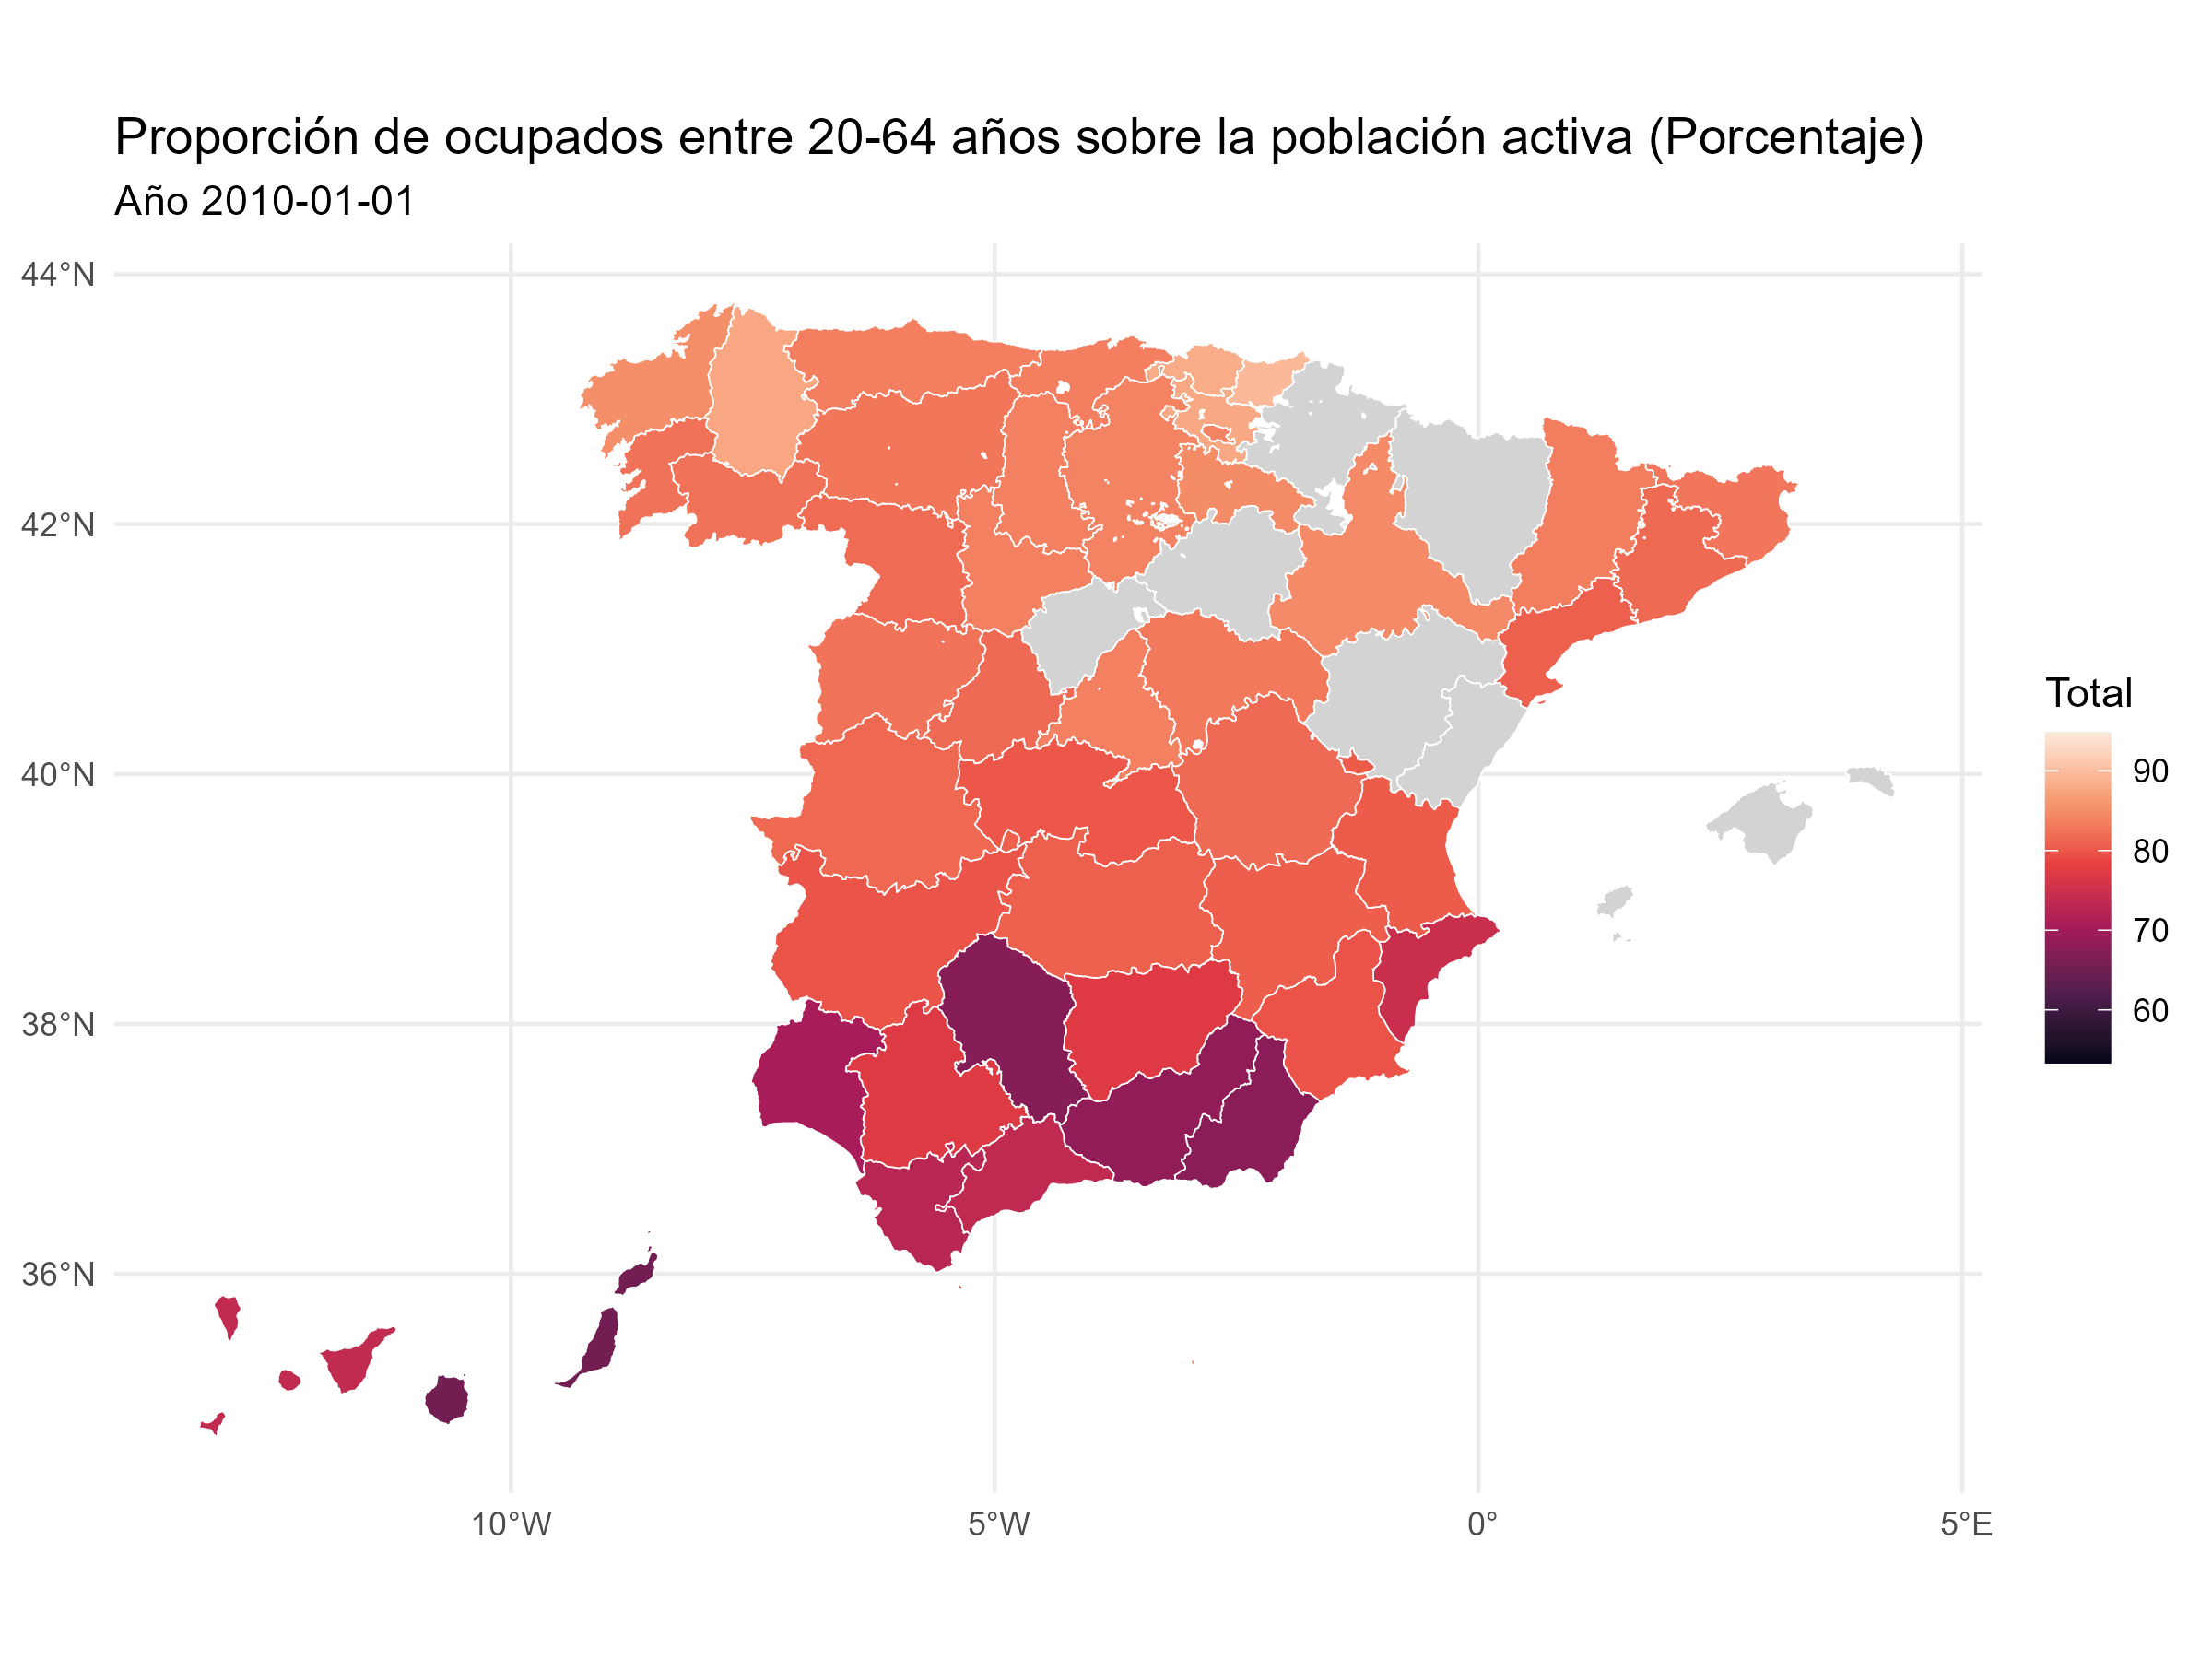 Proporción de ocupados entre 20-64 años sobre la población activa (Porcentaje)
Año 2010-01-01
44°N
42°N
40°N
38°N
36°N
10°W
5°W
0°
5°E
Total
90
80
70
60